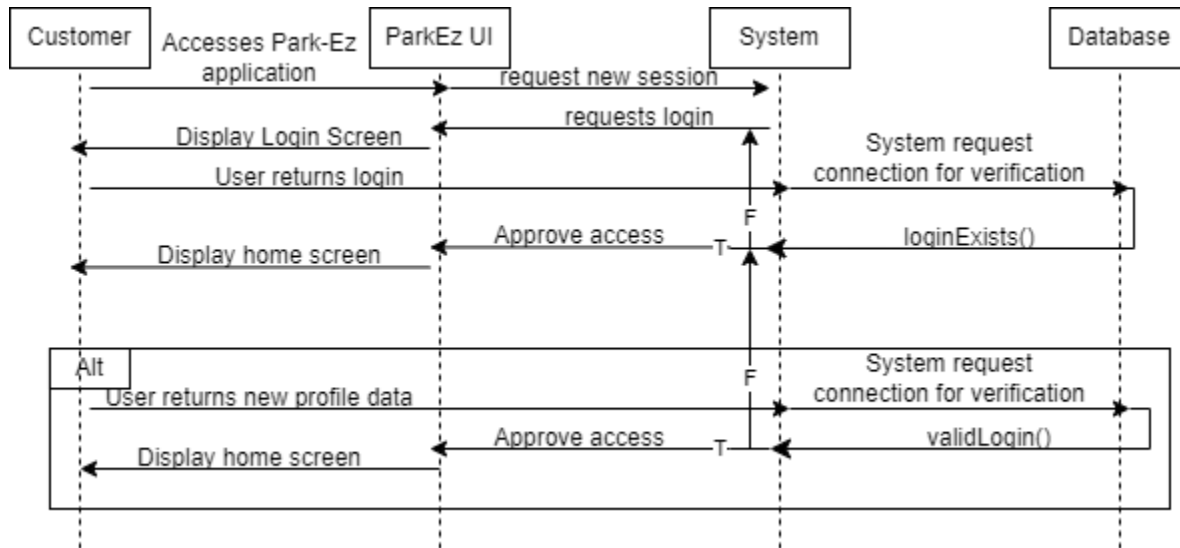 Customer
Accesses Park-Ez
application
ParkEz UI
System
Database
request new session
requests login
Display Login Screen
System request
connection for verification
User returns login
F
Approve access
T
loginExists()
Display home screen
Alt
F
System request
connection for verification
User returns new profile data
Approve access
T
validLogin()
Display home screen